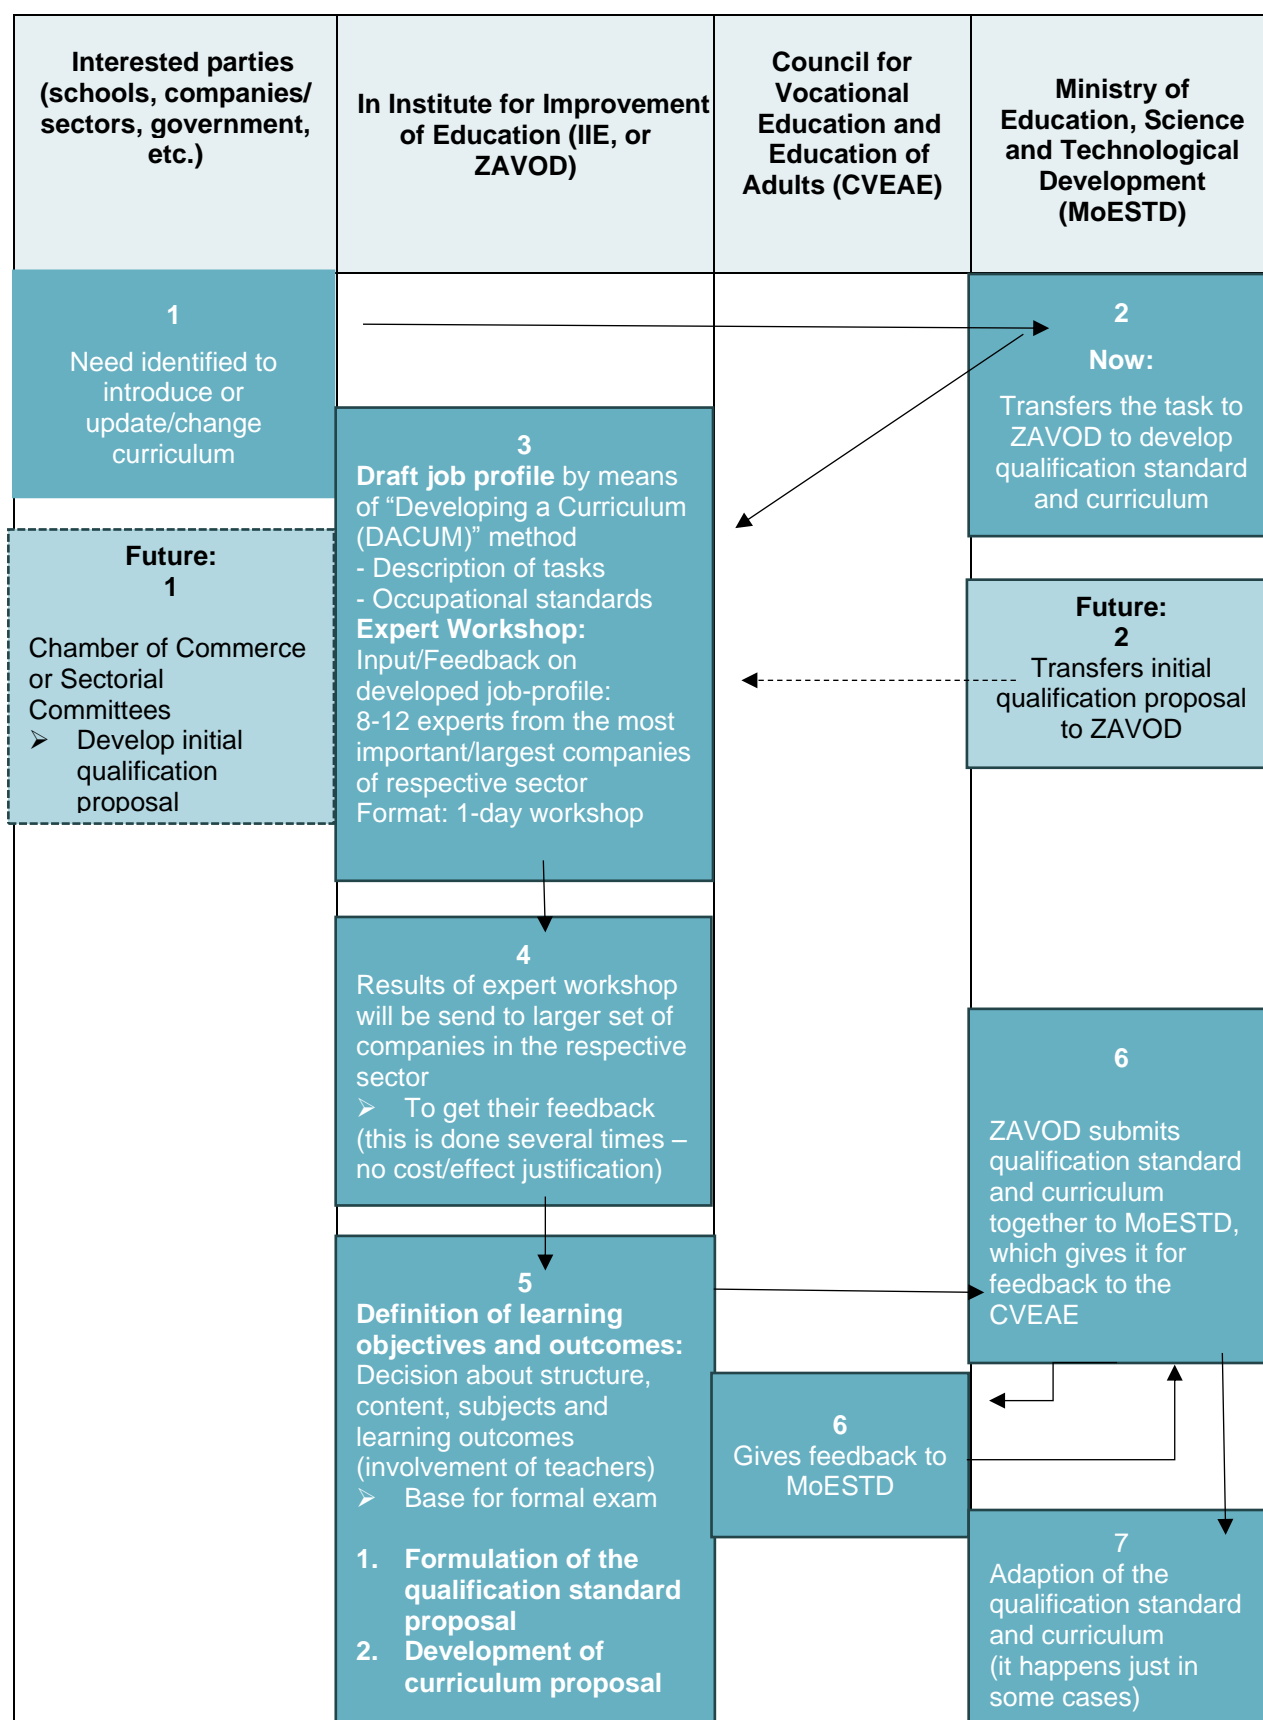 Interested parties
(schools, companies/
sectors, government,
etc.)
In Institute for Improvement
of Education (IIE, or
ZAVOD)
Council for
Vocational
Education and
Education of
Adults (CVEAE)
Ministry of
Education, Science
and Technological
Development
(MoESTD)
1
Need identified to
introduce or
update/change
curriculum
2
Now:
Transfers the task to
ZAVOD to develop
qualification standard
and curriculum
3
Draft job profile by means
of “Developing a Curriculum
(DACUM)” method
- Description of tasks
- Occupational standards
Expert Workshop:
Input/Feedback on
developed job-profile:
8-12 experts from the most
important/largest companies
of respective sector
Format: 1-day workshop
Future:
1
Chamber of Commerce
or Sectorial
Committees
➢ Develop initial
qualification
proposal
Future:
2
Transfers initial
qualification proposal
to ZAVOD
4
Results of expert workshop
will be send to larger set of
companies in the respective
sector
➢ To get their feedback
(this is done several times –
no cost/effect justification)
5
Definition of learning
objectives and outcomes:
Decision about structure,
content, subjects and
learning outcomes
(involvement of teachers)
➢ Base for formal exam
1. Formulation of the
qualification standard
proposal
2. Development of
curriculum proposal
6
ZAVOD submits
qualification standard
and curriculum
together to MoESTD,
which gives it for
feedback to the
CVEAE
6
Gives feedback to
MoESTD
7
Adaption of the
qualification standard
and curriculum
(it happens just in
some cases)